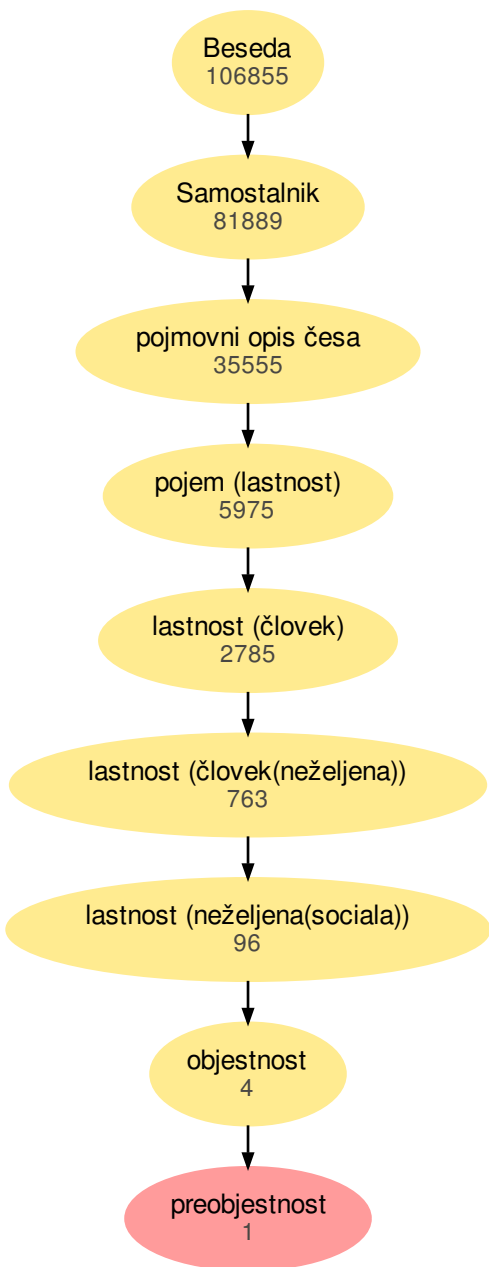 Beseda
106855
Samostalnik
81889
pojmovni opis česa
35555
pojem (lastnost)
5975
lastnost (človek)
2785
lastnost (človek(neželjena))
763
lastnost (neželjena(sociala))
96
objestnost
4
preobjestnost
1